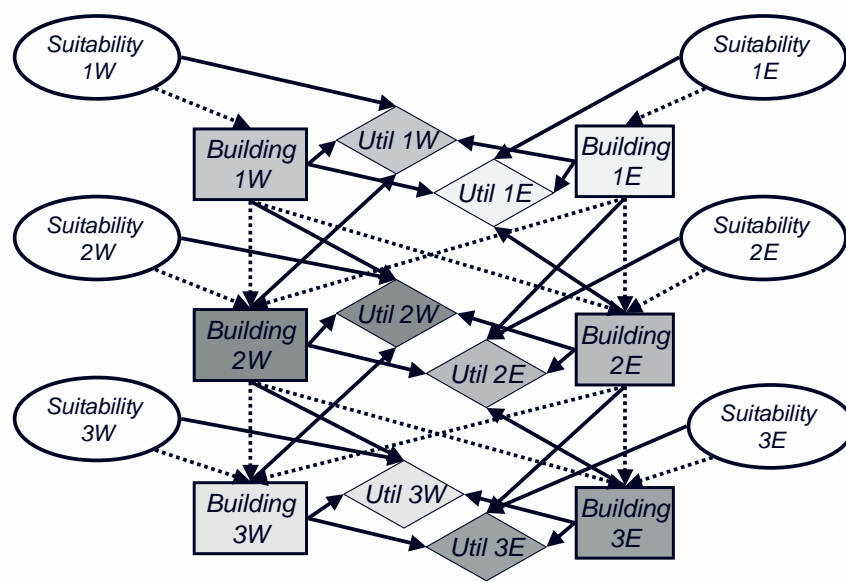 Suitability
1W
Suitability
1E
Building
1W
Util 1W
Building
1E
Util 1E
Suitability
2W
Suitability
2E
Building
2W
Util 2W
Building
2E
Util 2E
Suitability
3W
Suitability
3E
Building
3W
Util 3W
Building
3E
Util 3E